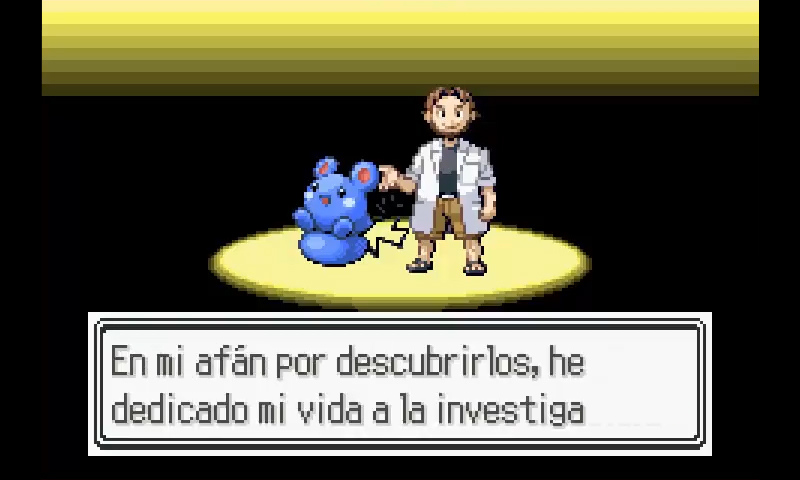 En mi afán por descubrirlos, he
dedicado mi vida a la investiga